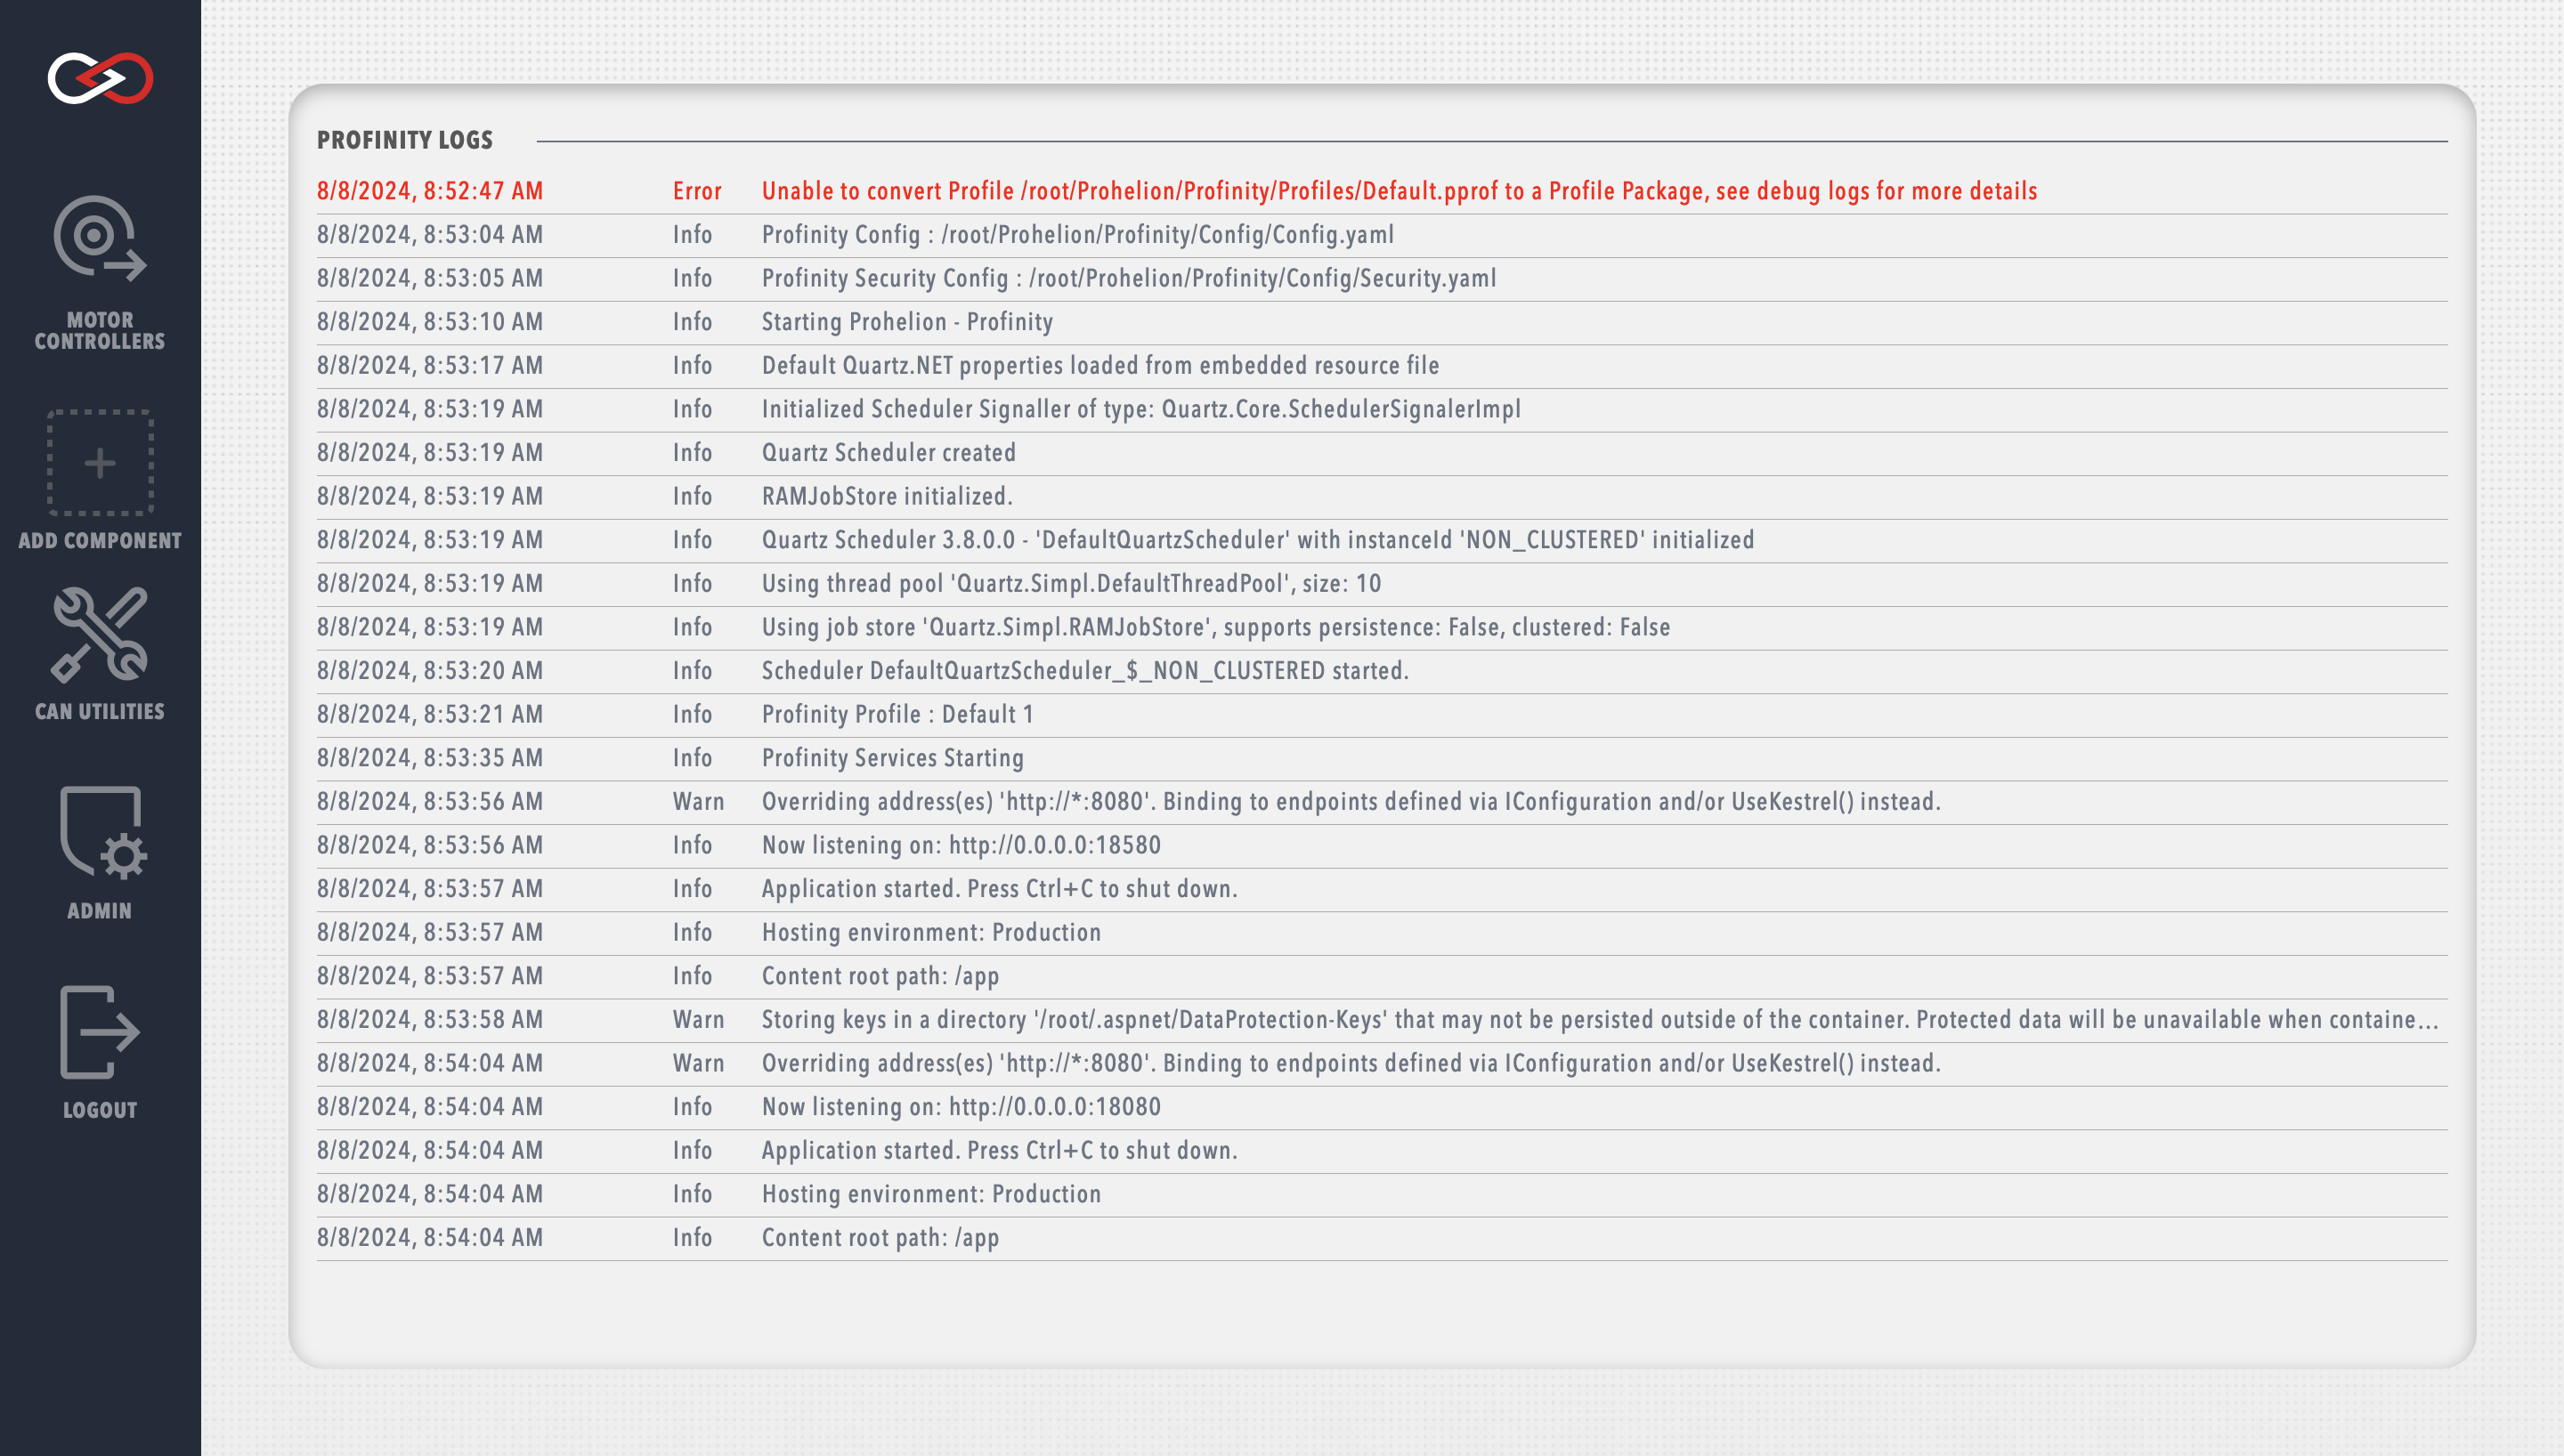 PROFINITY LOGS
8/8/2024, 8:52:47 AM Error Unable to convert Profile /root/Prohelion/Profinity/Profiles/Default.pprof to a Profile Package, see debug logs for more details
8/8/2024, 8:53:04 AM Info Profinity Config : /root/Prohelion/Profinity/Config/Config.yaml
8/8/2024, 8:53:05 AM Info Profinity Security Config : /root/Prohelion/Profinity/Config/Security.yaml
8/8/2024, 8:53:10 AM Info Starting Prohelion - Profinity
8/8/2024, 8:53:17 AM Info Default Quartz.NET properties loaded from embedded resource file
8/8/2024, 8:53:19 AM Info Initialized Scheduler Signaller of type: Quartz.Core.SchedulerSignalerImpl
8/8/2024, 8:53:19 AM Info Quartz Scheduler created
8/8/2024, 8:53:19 AM Info RAMJobStore initialized.
8/8/2024, 8:53:19 AM Info Quartz Scheduler 3.8.0.0 - 'DefaultQuartzScheduler' with instanceId 'NON_CLUSTERED' initialized
8/8/2024, 8:53:19 AM Info Using thread pool 'Quartz.Simpl.DefaultThreadPool', size: 10
8/8/2024, 8:53:19 AM Info Using job store 'Quartz.Simpl.RAMJobStore', supports persistence: False, clustered: False
8/8/2024, 8:53:20 AM Info Scheduler DefaultQuartzScheduler_$_NON_CLUSTERED started.
8/8/2024, 8:53:21 AM Info Profinity Profile : Default 1
8/8/2024, 8:53:35 AM Info Profinity Services Starting
8/8/2024, 8:53:56 AM Warn Overriding address(es) 'http://*:8080'. Binding to endpoints defined via IConfiguration and/or UseKestrel() instead.
8/8/2024, 8:53:56 AM Info Now listening on: http://0.0.0.0:18580
8/8/2024, 8:53:57 AM Info Application started. Press Ctrl+C to shut down.
8/8/2024, 8:53:57 AM Info Hosting environment: Production
8/8/2024, 8:53:57 AM Info Content root path: /app
8/8/2024, 8:53:58 AM Warn Storing keys in a directory '/root/.aspnet/DataProtection-Keys' that may not be persisted outside of the container. Protected data will be unavailable when containe...
8/8/2024, 8:54:04 AM Warn Overriding address(es) 'http://*:8080'. Binding to endpoints defined via IConfiguration and/or UseKestrel() instead.
8/8/2024, 8:54:04 AM Info Now listening on: http://0.0.0.0:18080
8/8/2024, 8:54:04 AM Info Application started. Press Ctrl+C to shut down.
8/8/2024, 8:54:04 AM Info Hosting environment: Production
8/8/2024, 8:54:04 AM Info Content root path: /app
MOTOR
CONTROLLERS
ADD COMPONENT
CAN UTILITIES
ADMIN
LOGOUT